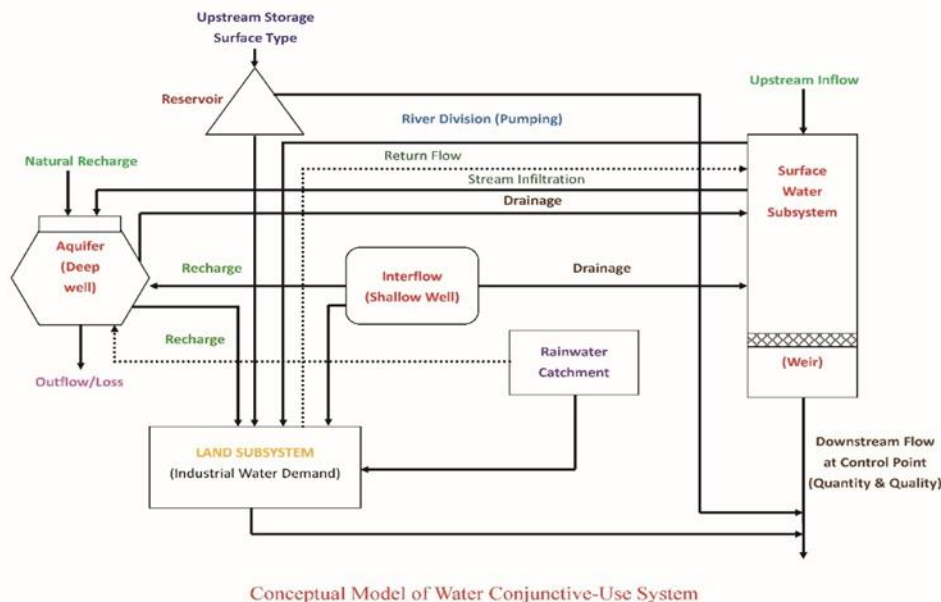 Upstream Storage
Surface Type
Upstream Inflow
Reservoir
River Division (Pumping)
Return Flow
Natural Recharge
Stream Infiltration
Surface
Water
Subsystem
Drainage
Aquifer
(Deep
well)
Recharge
Interflow
(Shallow Well)
Drainage
Recharge
Rainwater
Catchment
(Weir)
Outflow/Loss
LAND SUBSYSTEM
(Industrial Water Demand)
Downstream Flow
at Control Point
(Quantity & Quality)
Conceptual Model of Water Conjunctive-Use System